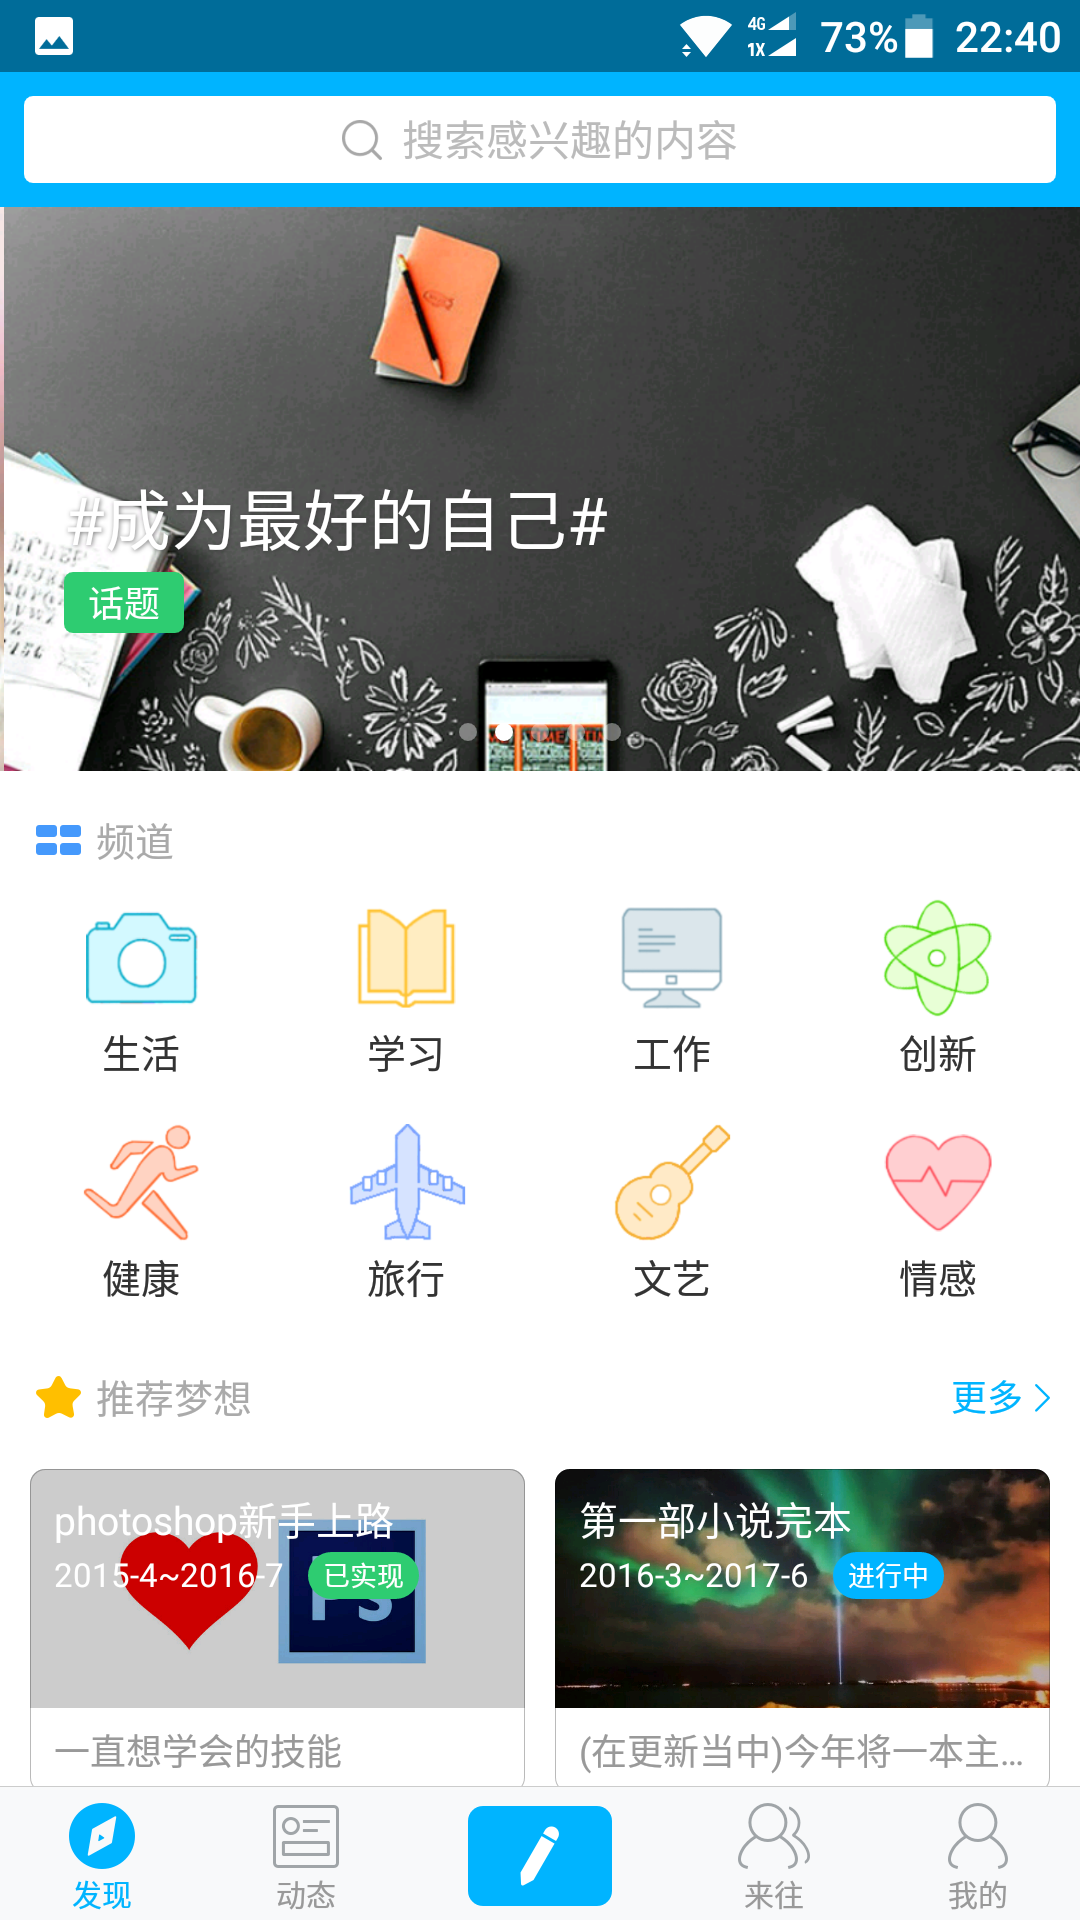 4G 1X 73% 22:40
搜索感兴趣的内容
#成为最好的自己#
话题
频道
生活 学习 工作 创新
健康 旅行 文艺 情感
推荐梦想 更多
photoshop新手上路
2015-4~2016-7 已实现
Ps
一直想学会的技能
第一部小说完本
2016-3~2017-6 进行中
(在更新当中)今年将一本主...
发现 动态 来往 我的